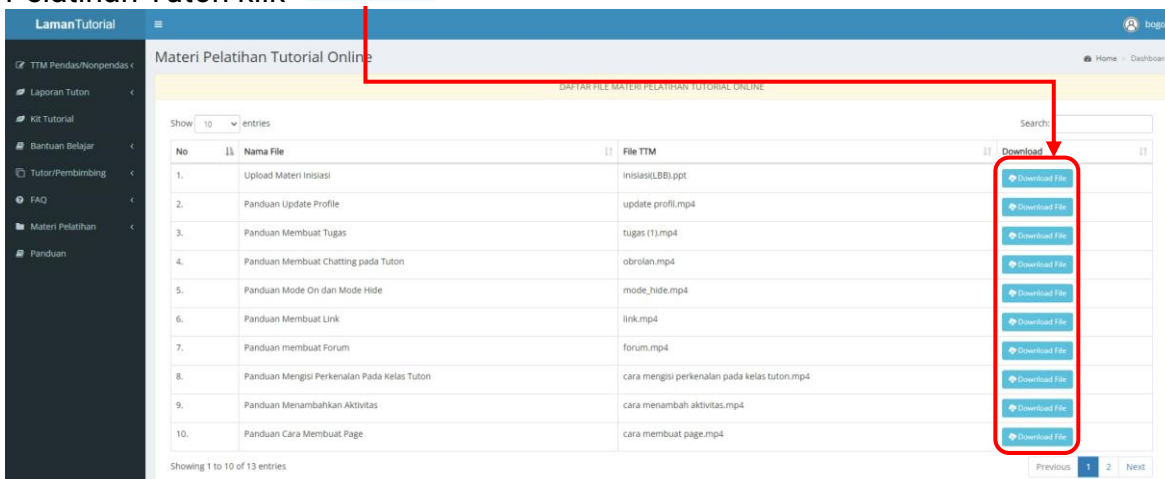 Pelatihan Tuton klik
LamanTutorial
Materi Pelatihan Tutorial Online
Home > Dashboar
DAFTAR FILE MATERI PELATIHAN TUTORIAL ONLINE
TTM Pendas/Nonpendas
Laporan Tuton
Kit Tutorial
Bantuan Belajar
Tutor/Pembimbing
FAQ
Materi Pelatihan
Panduan
Show 10 entries
Search:
No Nama File File TTM Download
1. Upload Materi Inisiasi Inisiasi(LBB).ppt Download File
2. Panduan Update Profile update profil.mp4 Download File
3. Panduan Membuat Tugas tugas (1).mp4 Download File
4. Panduan Membuat Chatting pada Tuton obrolan.mp4 Download File
5. Panduan Mode On dan Mode Hide mode_hide.mp4 Download File
6. Panduan Membuat Link link.mp4 Download File
7. Panduan membuat Forum forum.mp4 Download File
8. Panduan Mengisi Perkenalan Pada Kelas Tuton cara mengisi perkenalan pada kelas tuton.mp4 Download File
9. Panduan Menambahkan Aktivitas cara menambah aktivitas.mp4 Download File
10. Panduan Cara Membuat Page cara membuat page.mp4 Download File
Showing 1 to 10 of 13 entries
Previous 1 2 Next